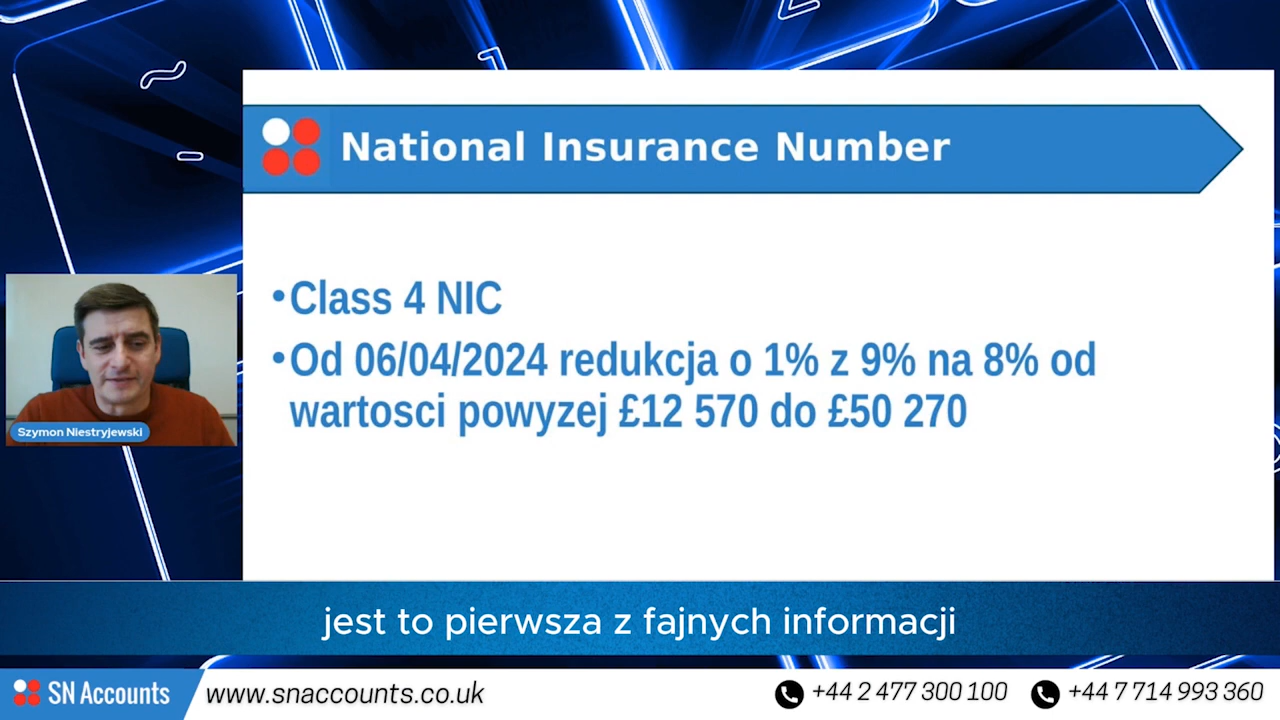 National Insurance Number
•Class 4 NIC
•Od 06/04/2024 redukcja o 1% z 9% na 8% od
wartosci powyzej £12 570 do £50 270
Szymon Niestryjewski
jest to pierwsza z fajnych informacji
SN Accounts
www.snaccounts.co.uk
+44 2 477 300 100
+44 7 714 993 360